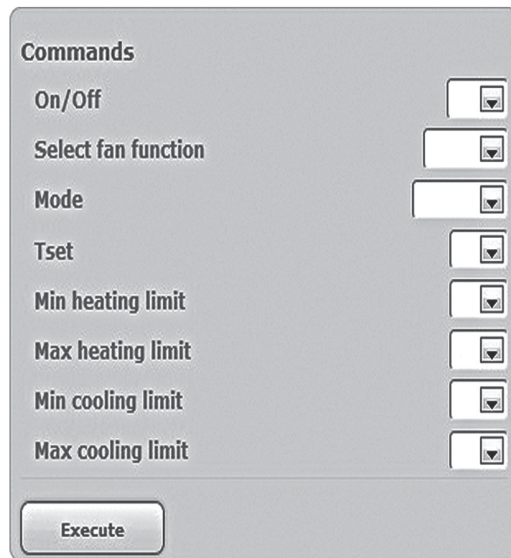 Commands
On/Off
Select fan function
Mode
Tset
Min heating limit
Max heating limit
Min cooling limit
Max cooling limit
Execute